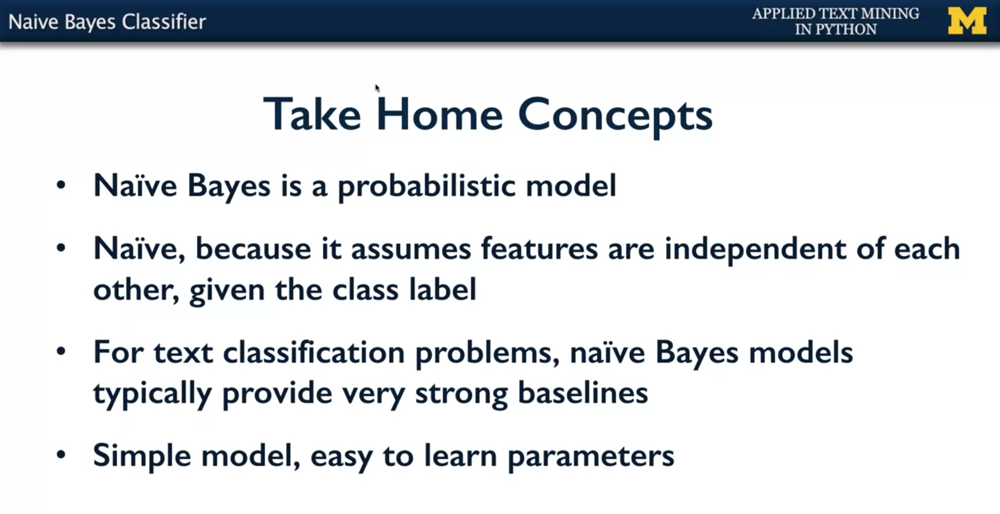 Naive Bayes Classifier
APPLIED TEXT MINING
IN PYTHON
M
Take Home Concepts
• Naïve Bayes is a probabilistic model
• Naïve, because it assumes features are independent of each
other, given the class label
• For text classification problems, naïve Bayes models
typically provide very strong baselines
• Simple model, easy to learn parameters